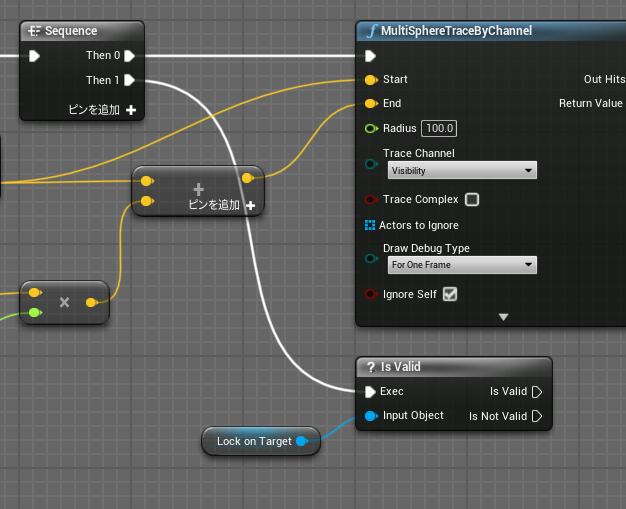 Sequence
Then 0
Then 1
ピンを追加
MultiSphereTraceByChannel
Start
Out Hits
End
Return Value
Radius 100.0
Trace Channel
Visibility
Trace Complex
Actors to Ignore
Draw Debug Type
For One Frame
Ignore Self
ピンを追加
? Is Valid
Exec
Is Valid
Input Object
Is Not Valid
Lock on Target